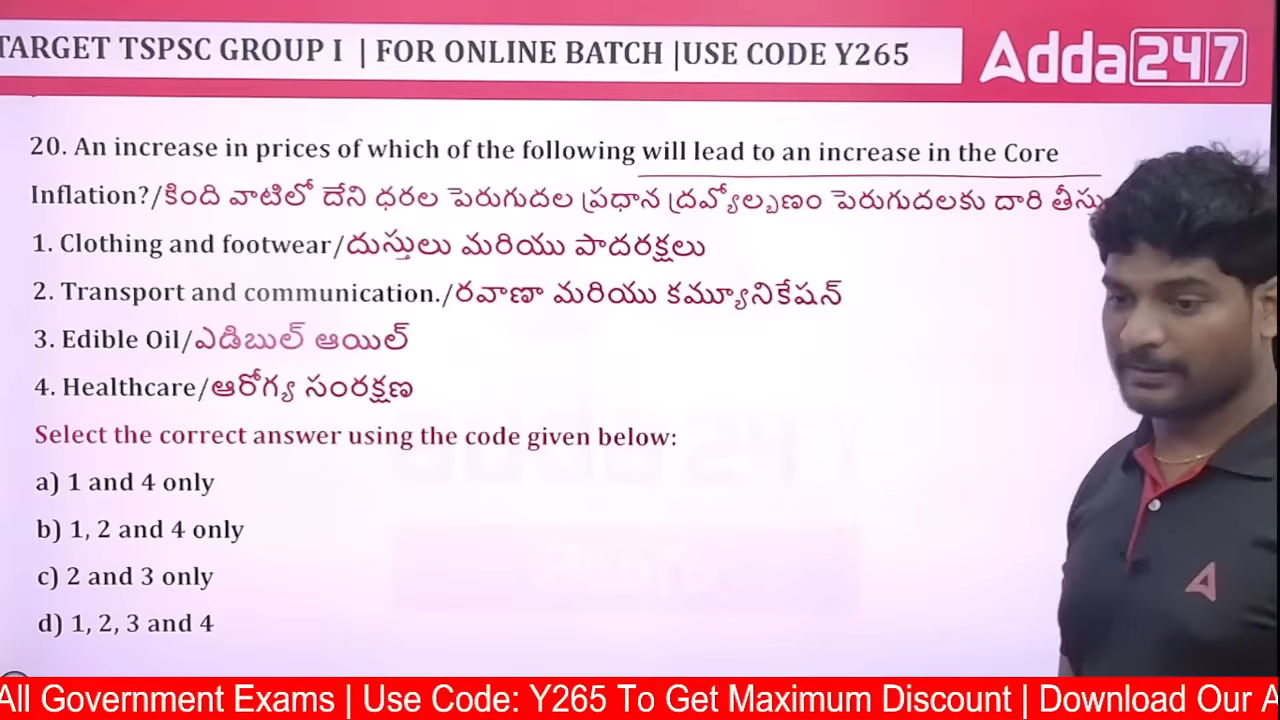 TARGET TSPSC GROUP I | FOR ONLINE BATCH |USE CODE Y265
Adda247
20. An increase in prices of which of the following will lead to an increase in the Core
Inflation?/కింది వాటిలో దేని ధరల పెరుగుదల ప్రధాన ద్రవ్యోల్బణం పెరుగుదలకు దారి తీస్తు
1. Clothing and footwear/దుస్తులు మరియు పాదరక్షలు
2. Transport and communication./రవాణా మరియు కమ్యూనికేషన్
3. Edible Oil/ఎడిబుల్ ఆయిల్
4. Healthcare/ఆరోగ్య సంరక్షణ
Select the correct answer using the code given below:
a) 1 and 4 only
b) 1, 2 and 4 only
c) 2 and 3 only
d) 1, 2, 3 and 4
All Government Exams | Use Code: Y265 To Get Maximum Discount | Download Our A